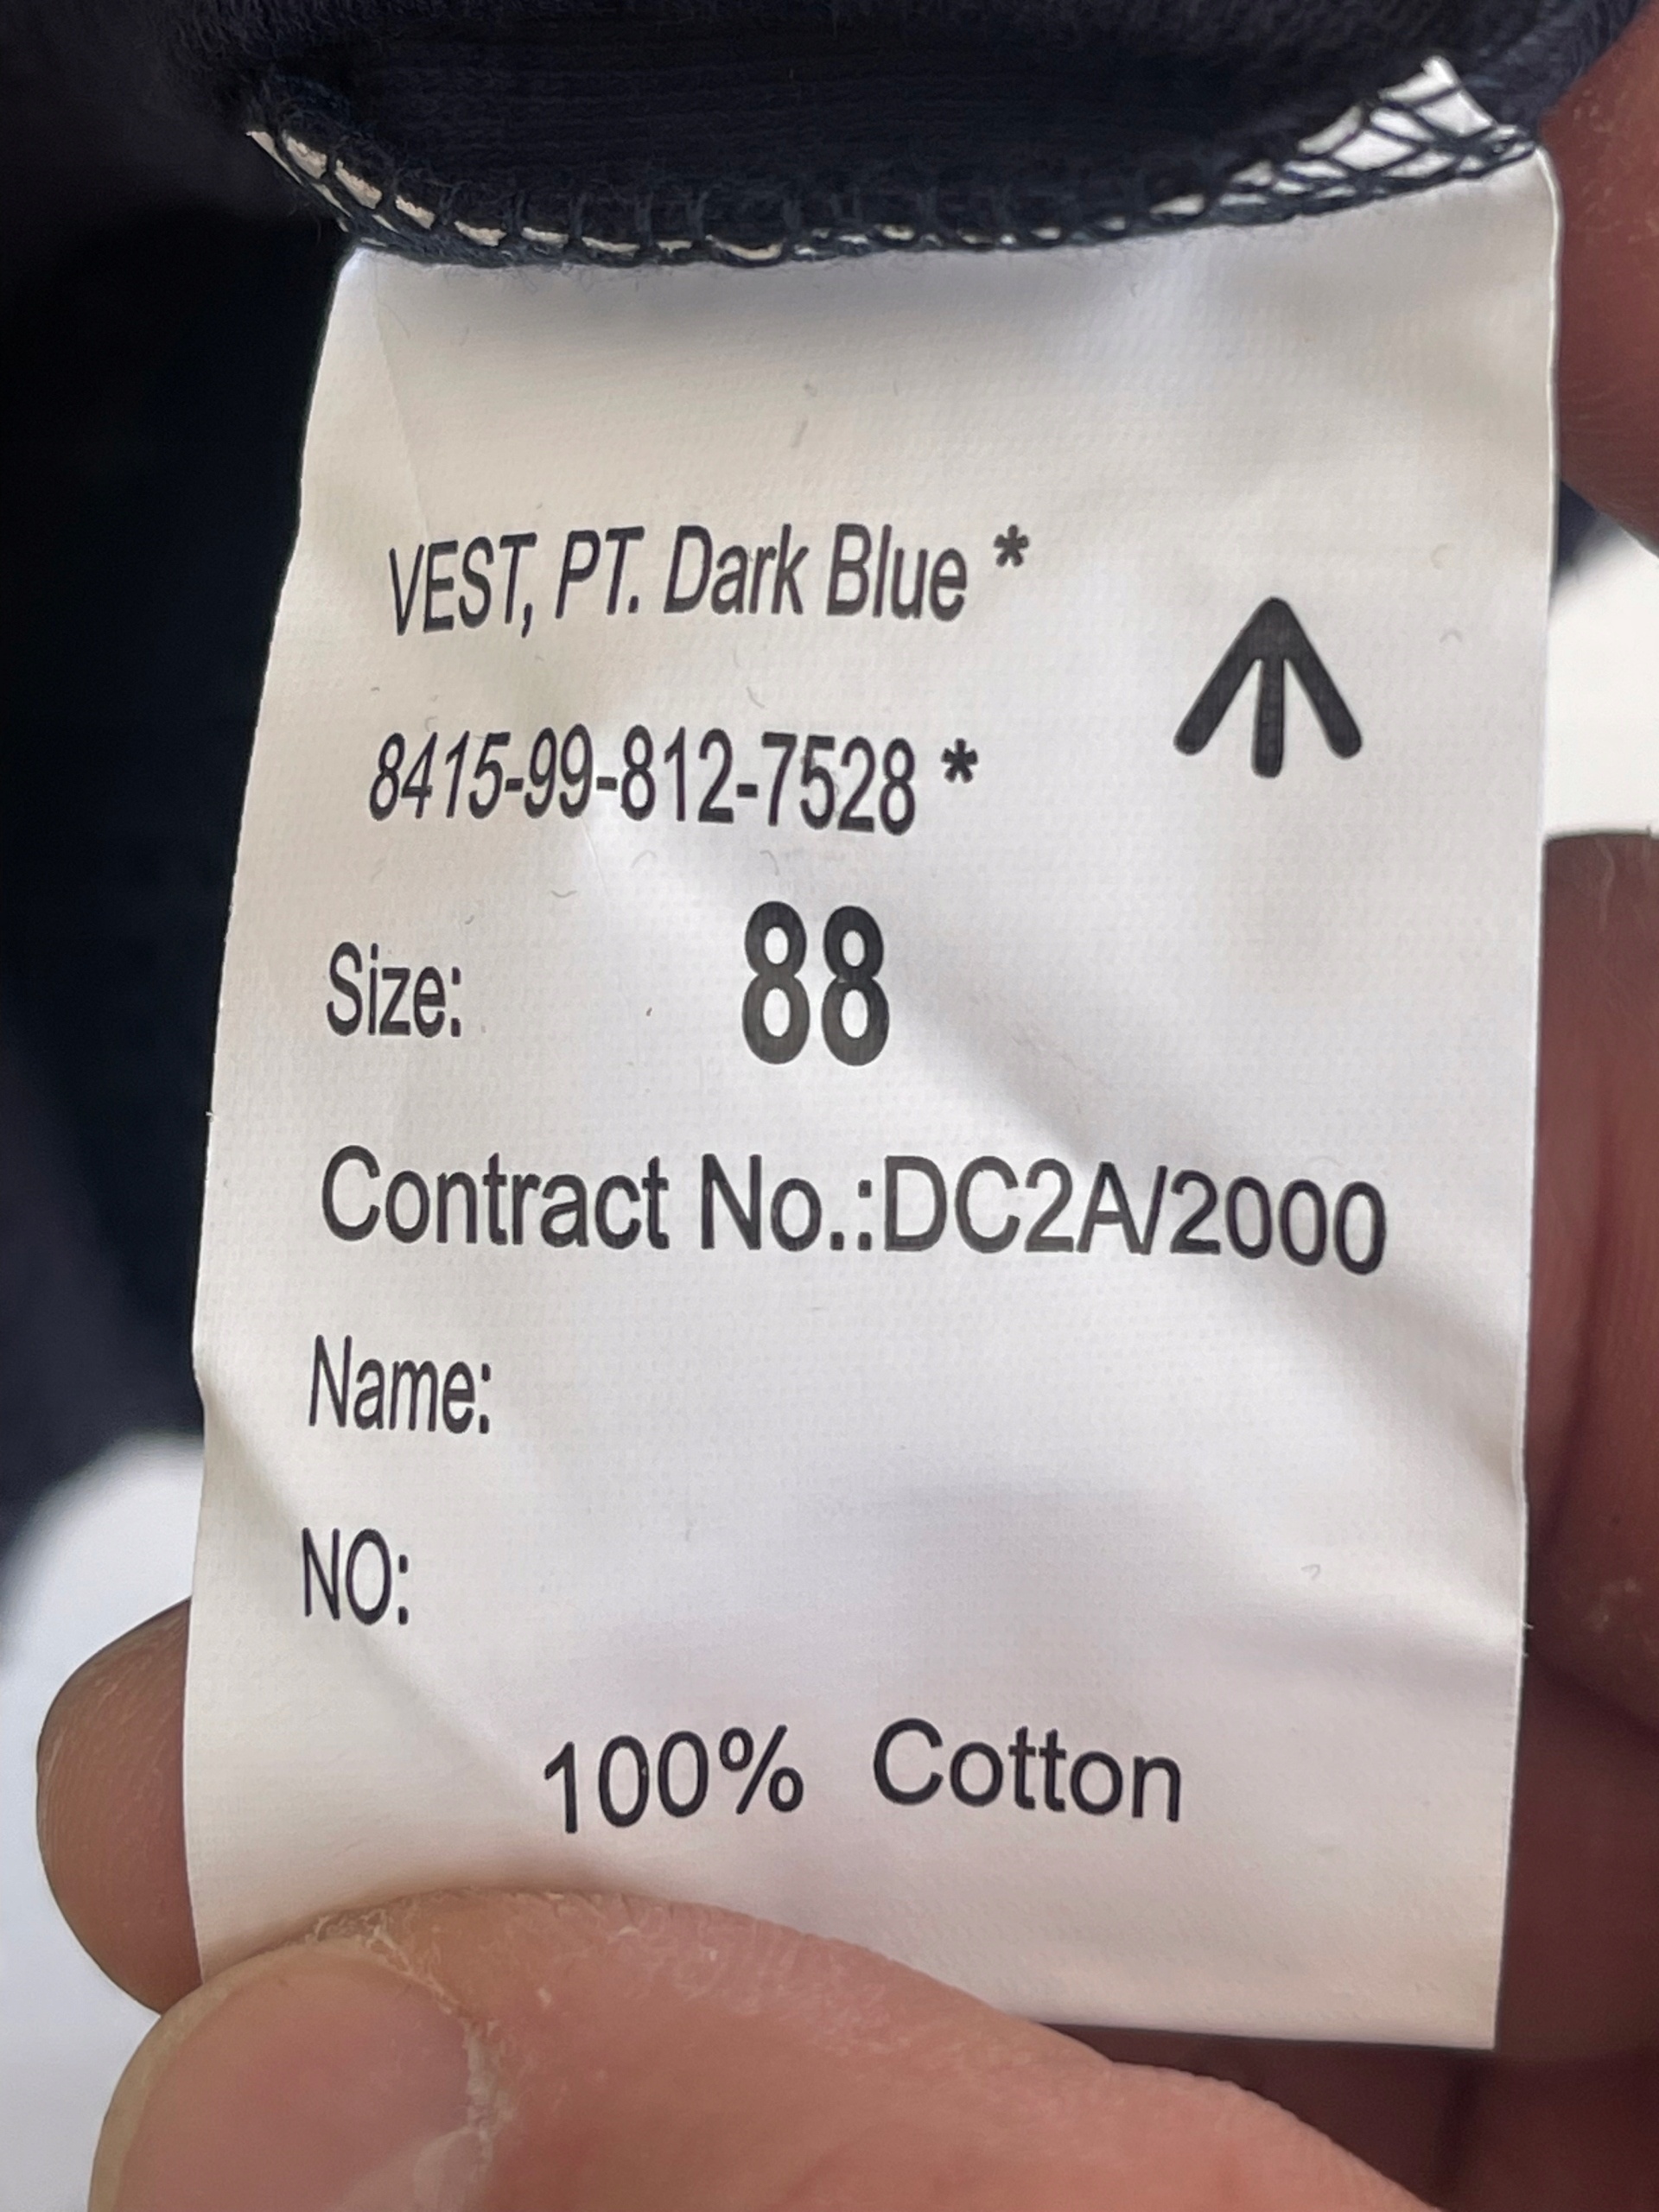 VEST, PT. Dark Blue *
8415-99-812-7528 *
Size: 88
Contract No.:DC2A/2000
Name:
NO:
100% Cotton